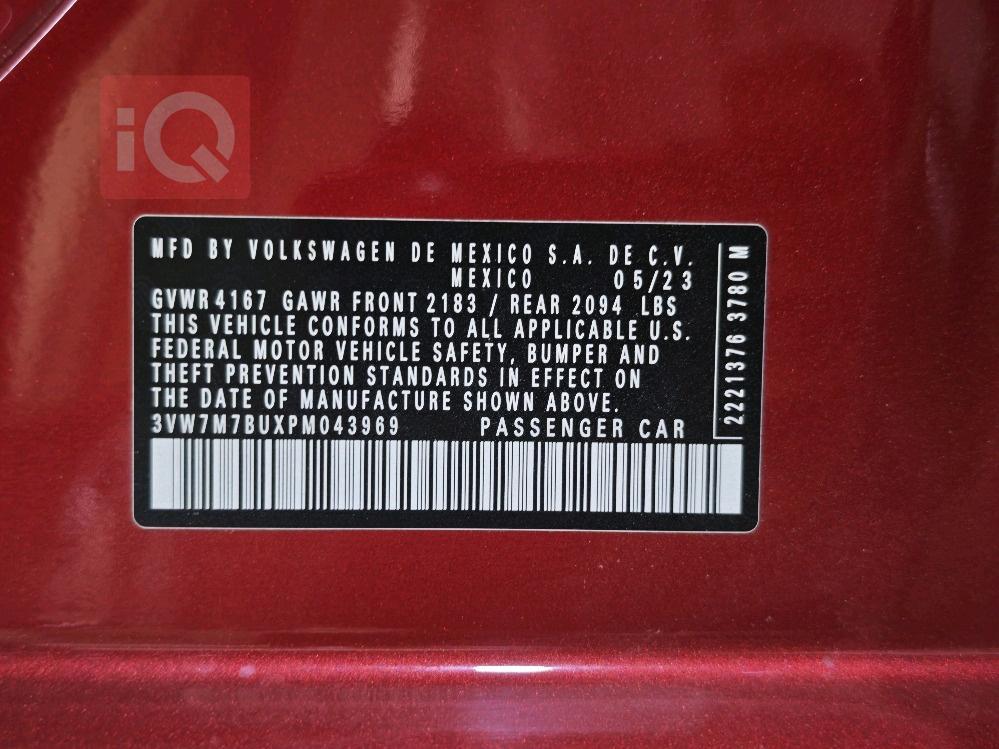 iQ
MFD BY VOLKSWAGEN DE MEXICO S.A. DE C.V.
MEXICO 05/23
GVWR 4167 GAWR FRONT 2183 / REAR 2094 LBS
THIS VEHICLE CONFORMS TO ALL APPLICABLE U.S.
FEDERAL MOTOR VEHICLE SAFETY, BUMPER AND
THEFT PREVENTION STANDARDS IN EFFECT ON
THE DATE OF MANUFACTURE SHOWN ABOVE.
3VW7M7BUXPM043969 PASSENGER CAR
2221376 3780 M